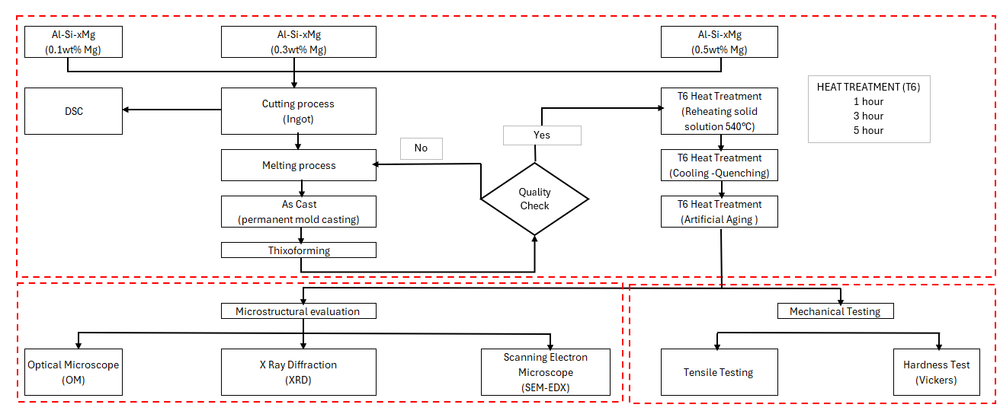 Al-Si-xMg
(0.1wt% Mg)
Al-Si-xMg
(0.3wt% Mg)
Al-Si-xMg
(0.5wt% Mg)
DSC
Cutting process
(Ingot)
T6 Heat Treatment
(Reheating solid
solution 540°C)
HEAT TREATMENT (T6)
1 hour
3 hour
5 hour
Yes
No
Melting process
T6 Heat Treatment
(Cooling -Quenching)
Quality
Check
As Cast
(permanent mold casting)
T6 Heat Treatment
(Artificial Aging )
Thixoforming
Microstructural evaluation
Mechanical Testing
Optical Microscope
(OM)
X Ray Diffraction
(XRD)
Scanning Electron
Microscope
(SEM-EDX)
Tensile Testing
Hardness Test
(Vickers)